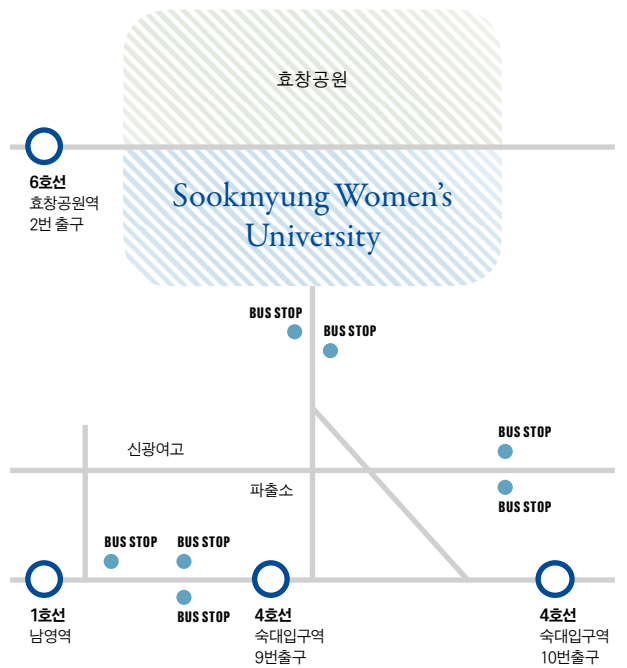 효창공원
6호선
효창공원역
2번 출구
Sookmyung Women's
University
BUS STOP
BUS STOP
신광여고
BUS STOP
파출소
BUS STOP
BUS STOP
BUS STOP
BUS STOP
1호선
남영역
4호선
숙대입구역
9번출구
4호선
숙대입구역
10번출구